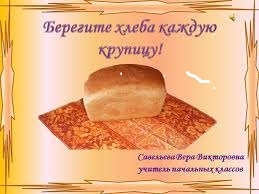 Берегите хлеба каждую
крупицу!
Савельева Вера Викторовна
учитель начальных классов